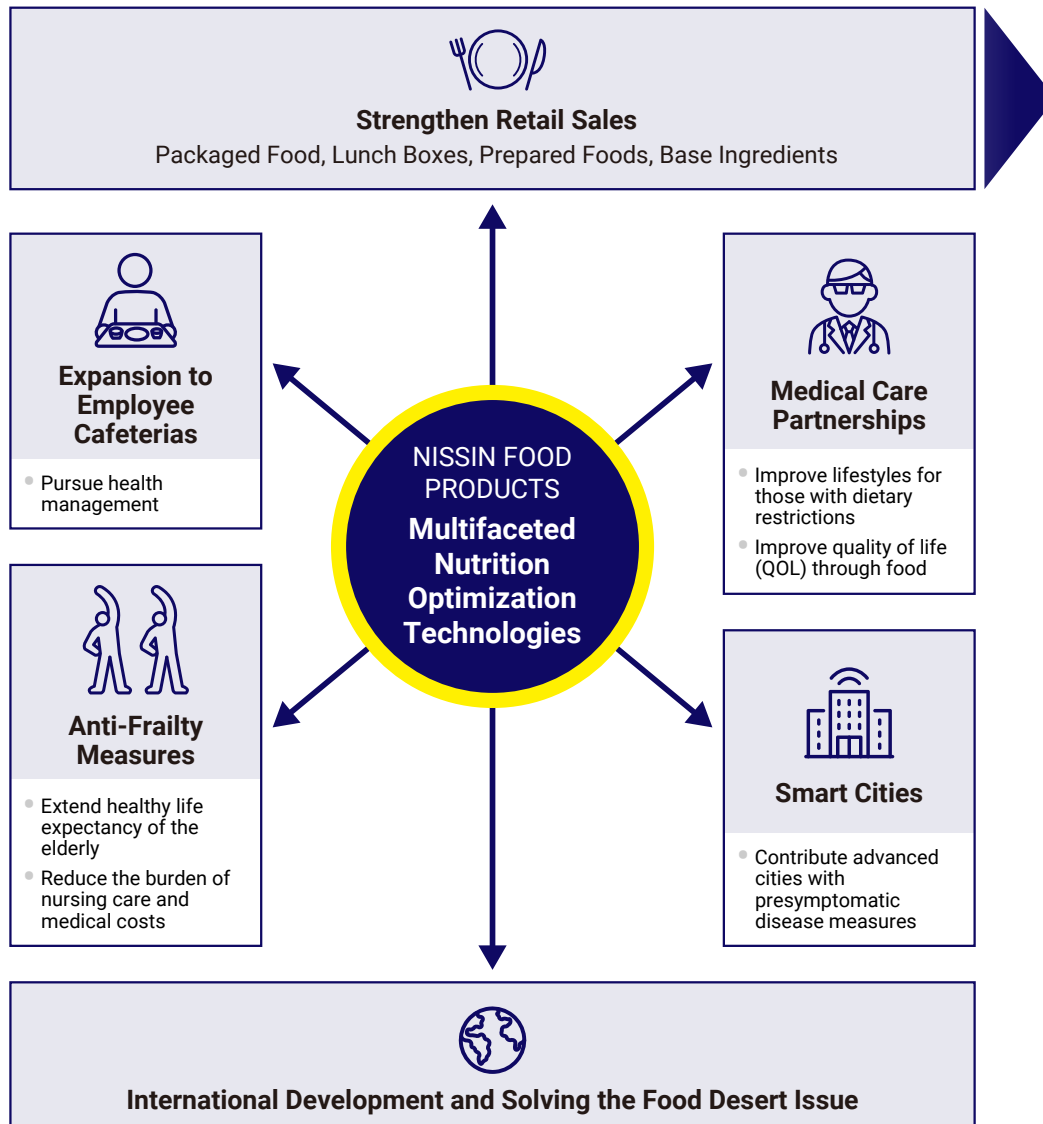 Strengthen Retail Sales
Packaged Food, Lunch Boxes, Prepared Foods, Base Ingredients
Expansion to
Employee
Cafeterias
• Pursue health
management
Medical Care
Partnerships
• Improve lifestyles for
those with dietary
restrictions
• Improve quality of life
(QOL) through food
NISSIN FOOD
PRODUCTS
Multifaceted
Nutrition
Optimization
Technologies
Anti-Frailty
Measures
• Extend healthy life
expectancy of the
elderly
• Reduce the burden of
nursing care and
medical costs
Smart Cities
• Contribute advanced
cities with
presymptomatic
disease measures
International Development and Solving the Food Desert Issue